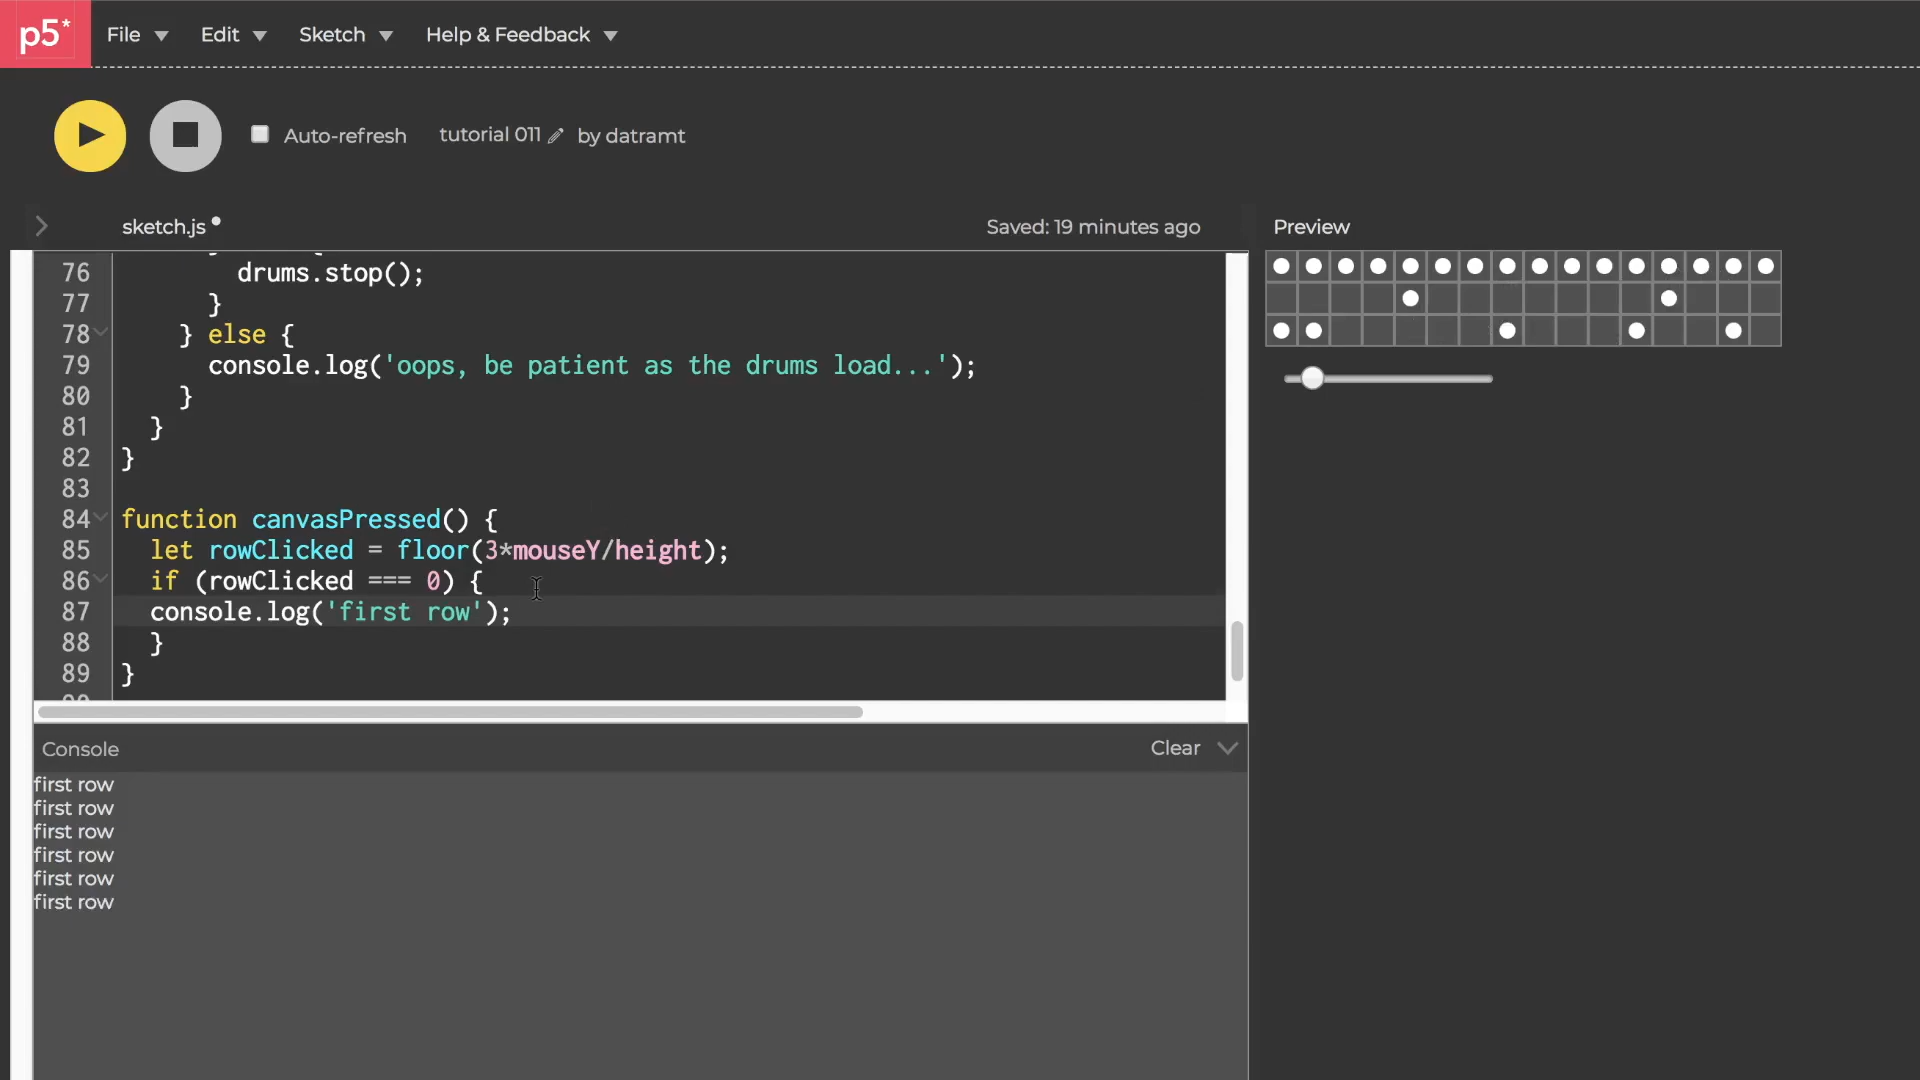 p5* File Edit Sketch Help & Feedback
Auto-refresh tutorial 011 by datramt
sketch.js Saved: 19 minutes ago Preview
76 drums.stop();
77 }
78 } else {
79 console.log('oops, be patient as the drums load...');
80 }
81 }
82 }
83
84 function canvasPressed() {
85 let rowClicked = floor(3*mouseY/height);
86 if (rowClicked === 0) {
87 console.log('first row');
88 }
89 }
Console Clear
first row
first row
first row
first row
first row
first row